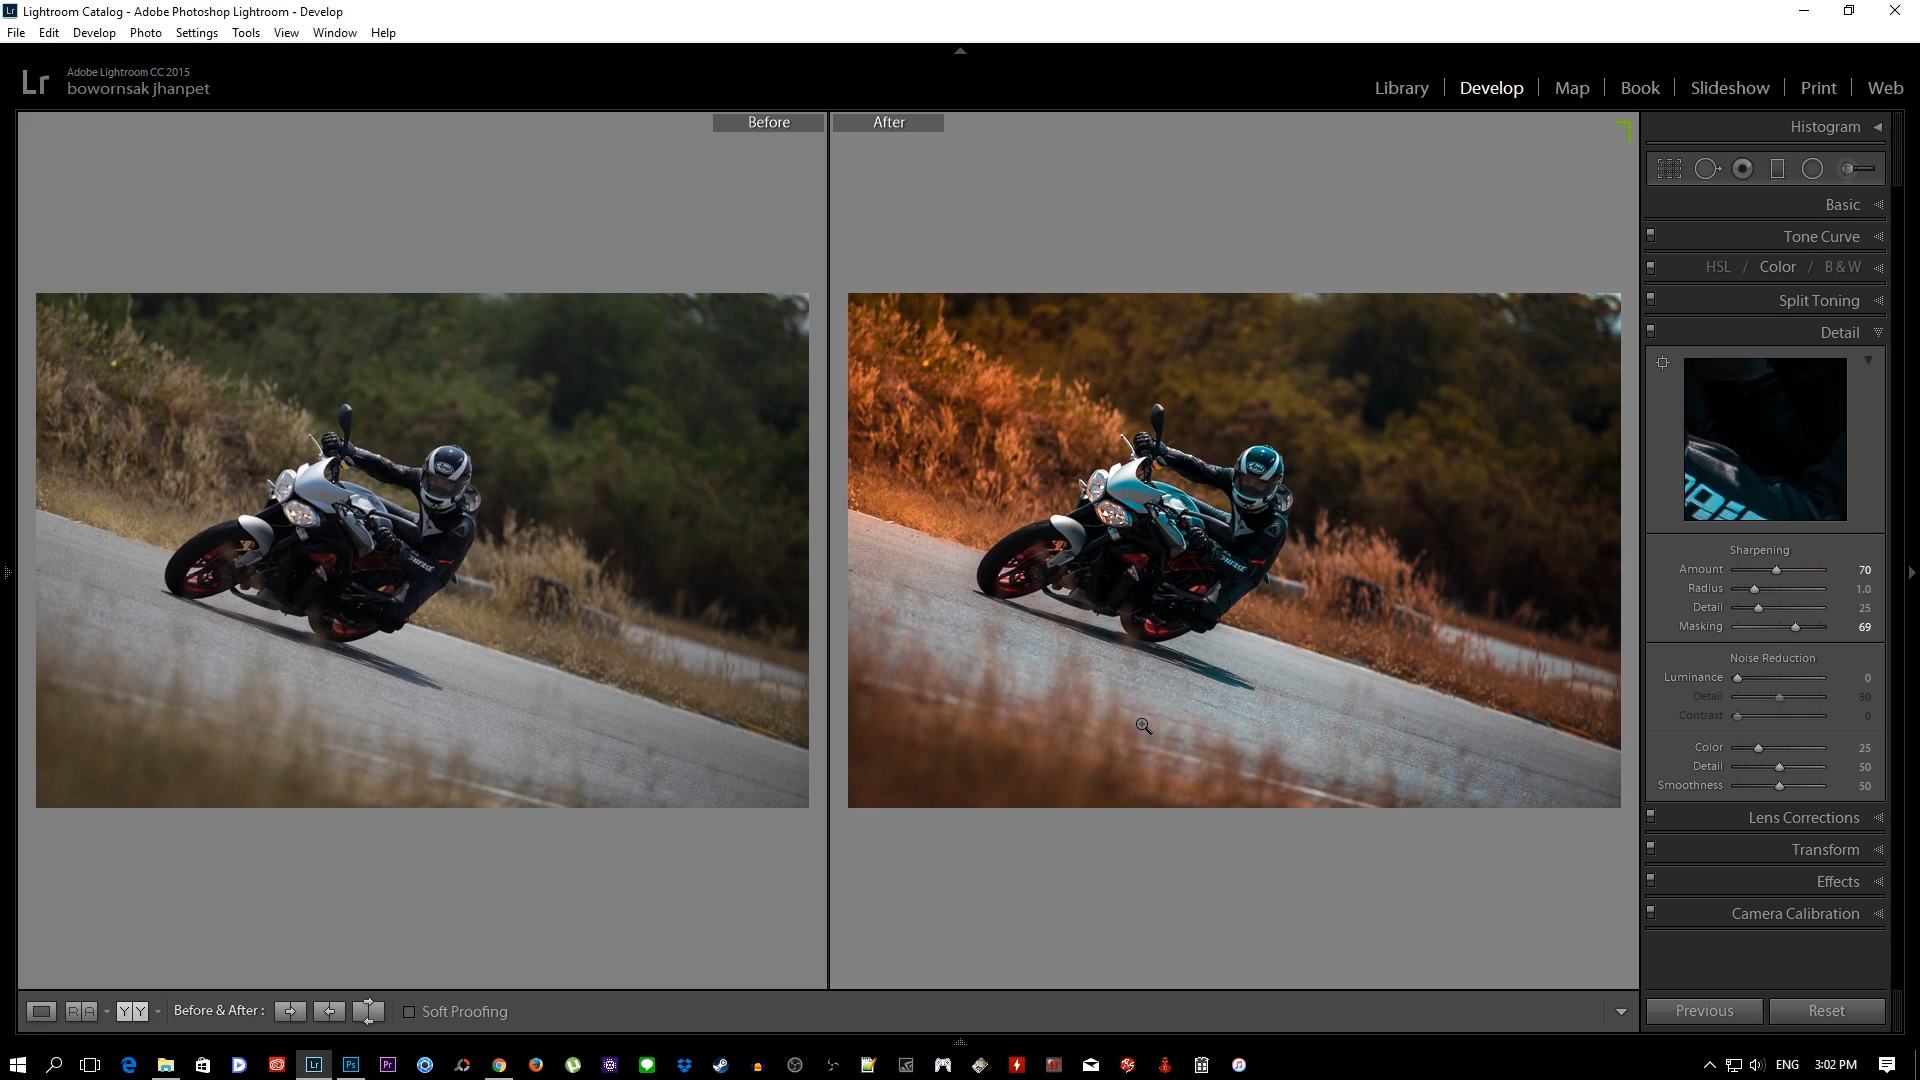 Lightroom Catalog - Adobe Photoshop Lightroom - Develop
File Edit Develop Photo Settings Tools View Window Help
Lr
Adobe Lightroom CC 2015
bowornsak jhanpet
Library Develop Map Book Slideshow Print Web
Before
After
Histogram
Basic
Tone Curve
HSL / Color / B & W
Split Toning
Detail
Sharpening
Amount 70
Radius 1.0
Detail 25
Masking 69
Noise Reduction
Luminance 0
Detail 50
Contrast 0
Color 25
Detail 50
Smoothness 50
Lens Corrections
Transform
Effects
Camera Calibration
R A Y Y Before & After : Soft Proofing
Previous Reset
Lr Ps Pr
ENG 3:02 PM